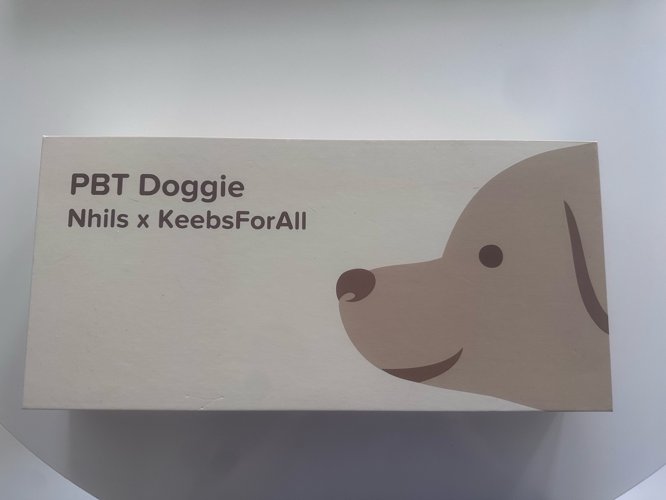 PBT Doggie
Nhils x KeebsForAll